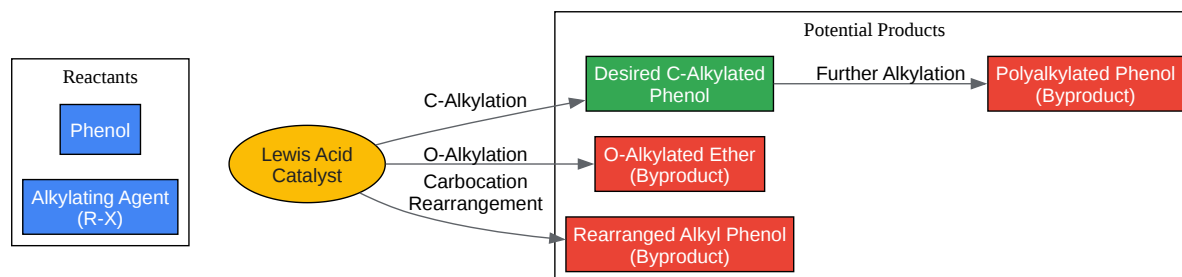 Reactants
Phenol
Alkylating Agent
(R-X)
Lewis Acid
Catalyst
C-Alkylation
O-Alkylation
Carbocation
Rearrangement
Potential Products
Desired C-Alkylated
Phenol
Further Alkylation
Polyalkylated Phenol
(Byproduct)
O-Alkylated Ether
(Byproduct)
Rearranged Alkyl Phenol
(Byproduct)